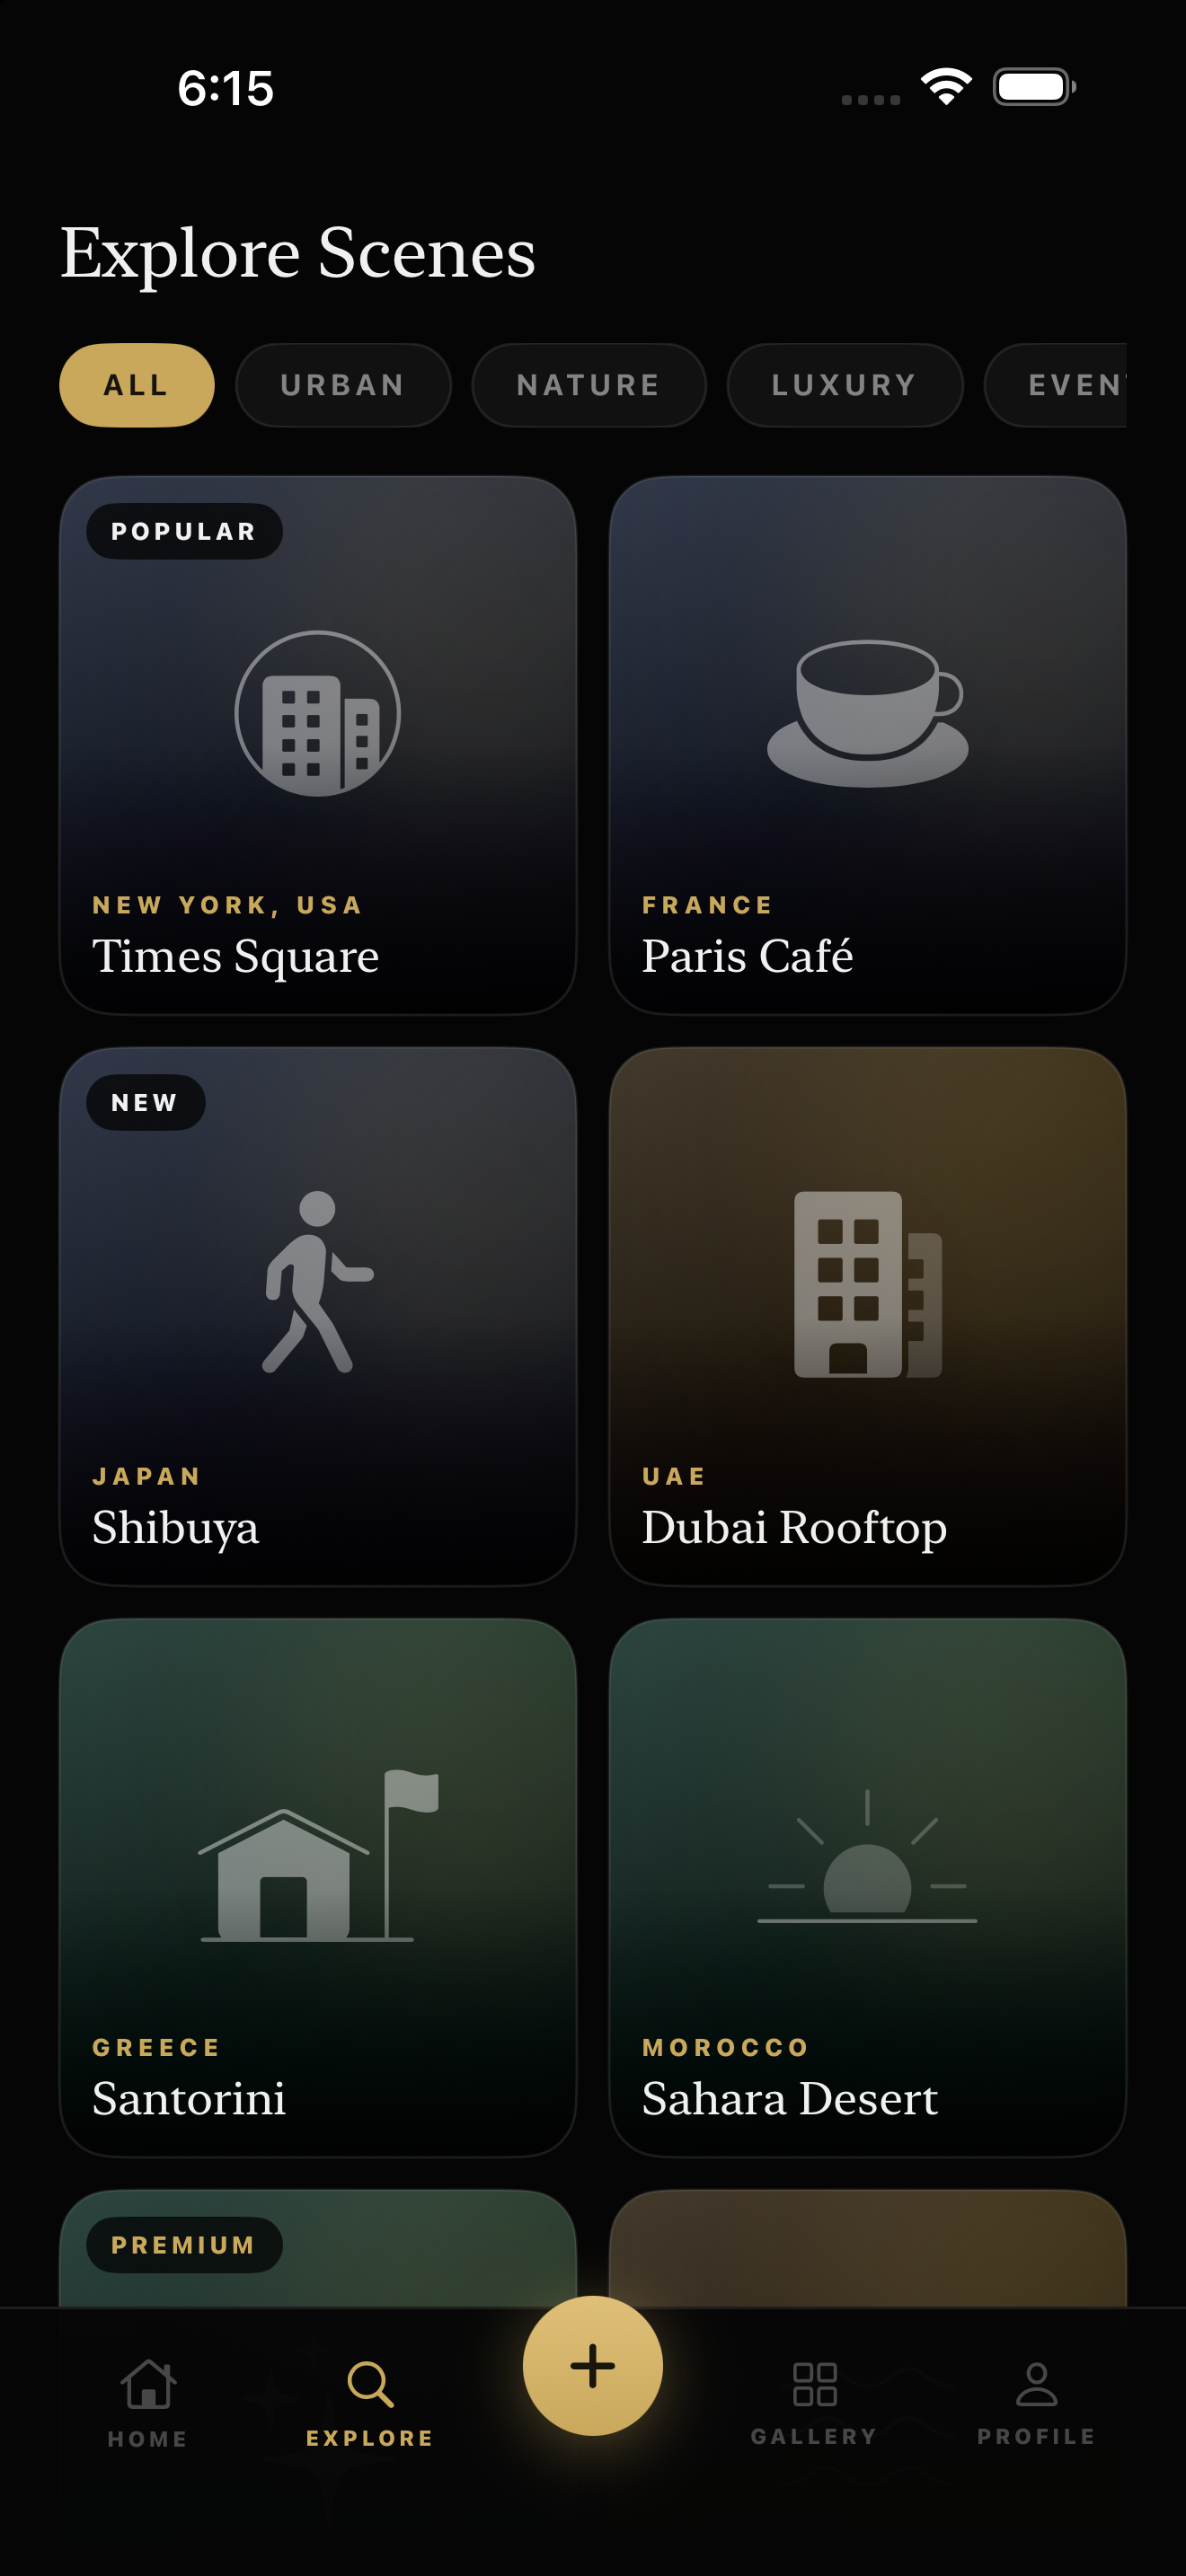 6:15
Explore Scenes
ALL
URBAN
NATURE
LUXURY
EVEN
POPULAR
NEW YORK, USA
Times Square
FRANCE
Paris Café
NEW
JAPAN
Shibuya
UAE
Dubai Rooftop
GREECE
Santorini
MOROCCO
Sahara Desert
PREMIUM
HOME
EXPLORE
GALLERY
PROFILE